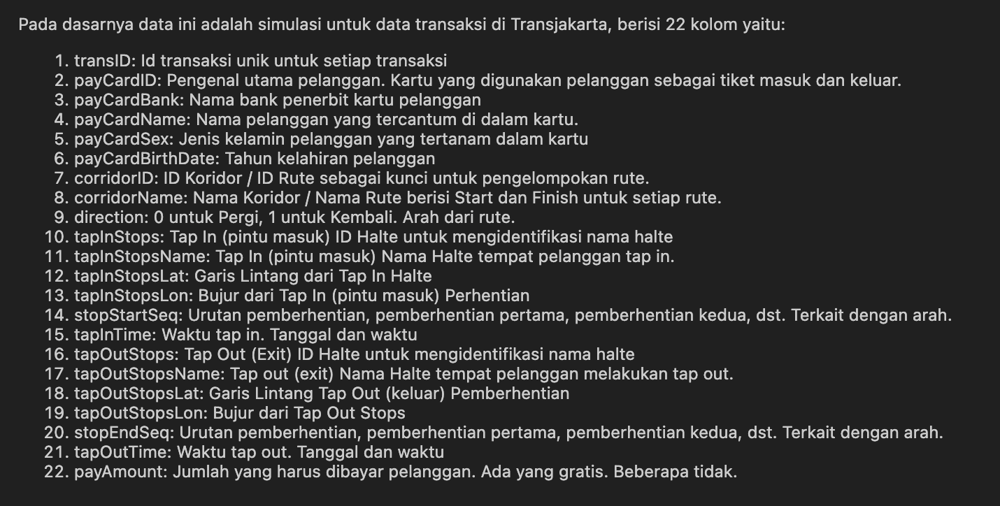 Pada dasarnya data ini adalah simulasi untuk data transaksi di Transjakarta, berisi 22 kolom yaitu:
1. transID: Id transaksi unik untuk setiap transaksi
2. payCardID: Pengenal utama pelanggan. Kartu yang digunakan pelanggan sebagai tiket masuk dan keluar.
3. payCardBank: Nama bank penerbit kartu pelanggan
4. payCardName: Nama pelanggan yang tercantum di dalam kartu.
5. payCardSex: Jenis kelamin pelanggan yang tertanam dalam kartu
6. payCardBirthDate: Tahun kelahiran pelanggan
7. corridorID: ID Koridor / ID Rute sebagai kunci untuk pengelompokan rute.
8. corridorName: Nama Koridor / Nama Rute berisi Start dan Finish untuk setiap rute.
9. direction: 0 untuk Pergi, 1 untuk Kembali. Arah dari rute.
10. tapInStops: Tap In (pintu masuk) ID Halte untuk mengidentifikasi nama halte
11. tapInStopsName: Tap In (pintu masuk) Nama Halte tempat pelanggan tap in.
12. tapInStopsLat: Garis Lintang dari Tap In Halte
13. tapInStopsLon: Bujur dari Tap In (pintu masuk) Perhentian
14. stopStartSeq: Urutan pemberhentian, pemberhentian pertama, pemberhentian kedua, dst. Terkait dengan arah.
15. tapInTime: Waktu tap in. Tanggal dan waktu
16. tapOutStops: Tap Out (Exit) ID Halte untuk mengidentifikasi nama halte
17. tapOutStopsName: Tap out (exit) Nama Halte tempat pelanggan melakukan tap out.
18. tapOutStopsLat: Garis Lintang Tap Out (keluar) Pemberhentian
19. tapOutStopsLon: Bujur dari Tap Out Stops
20. stopEndSeq: Urutan pemberhentian, pemberhentian pertama, pemberhentian kedua, dst. Terkait dengan arah.
21. tapOutTime: Waktu tap out. Tanggal dan waktu
22. payAmount: Jumlah yang harus dibayar pelanggan. Ada yang gratis. Beberapa tidak.